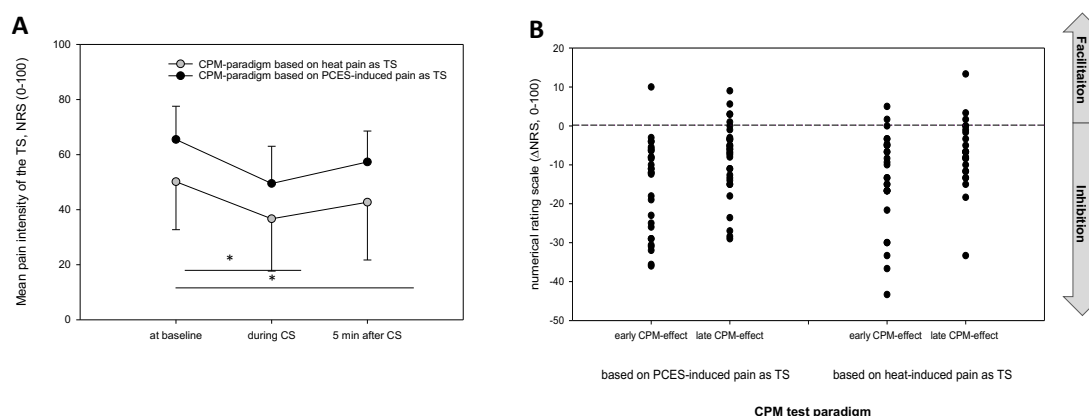 A
Mean pain intensity of the TS, NRS (0-100)
100
80
60
40
20
0
CPM-paradigm based on heat pain as TS
CPM-paradigm based on PCES-induced pain as TS
*
*
at baseline
during CS
5 min after CS
B
numerical rating scale (ΔNRS, 0-100)
20
10
0
-10
-20
-30
-40
-50
early CPM-effect
late CPM-effect
early CPM-effect
late CPM-effect
based on PCES-induced pain as TS
based on heat-induced pain as TS
CPM test paradigm
Facilitaiton
Inhibition